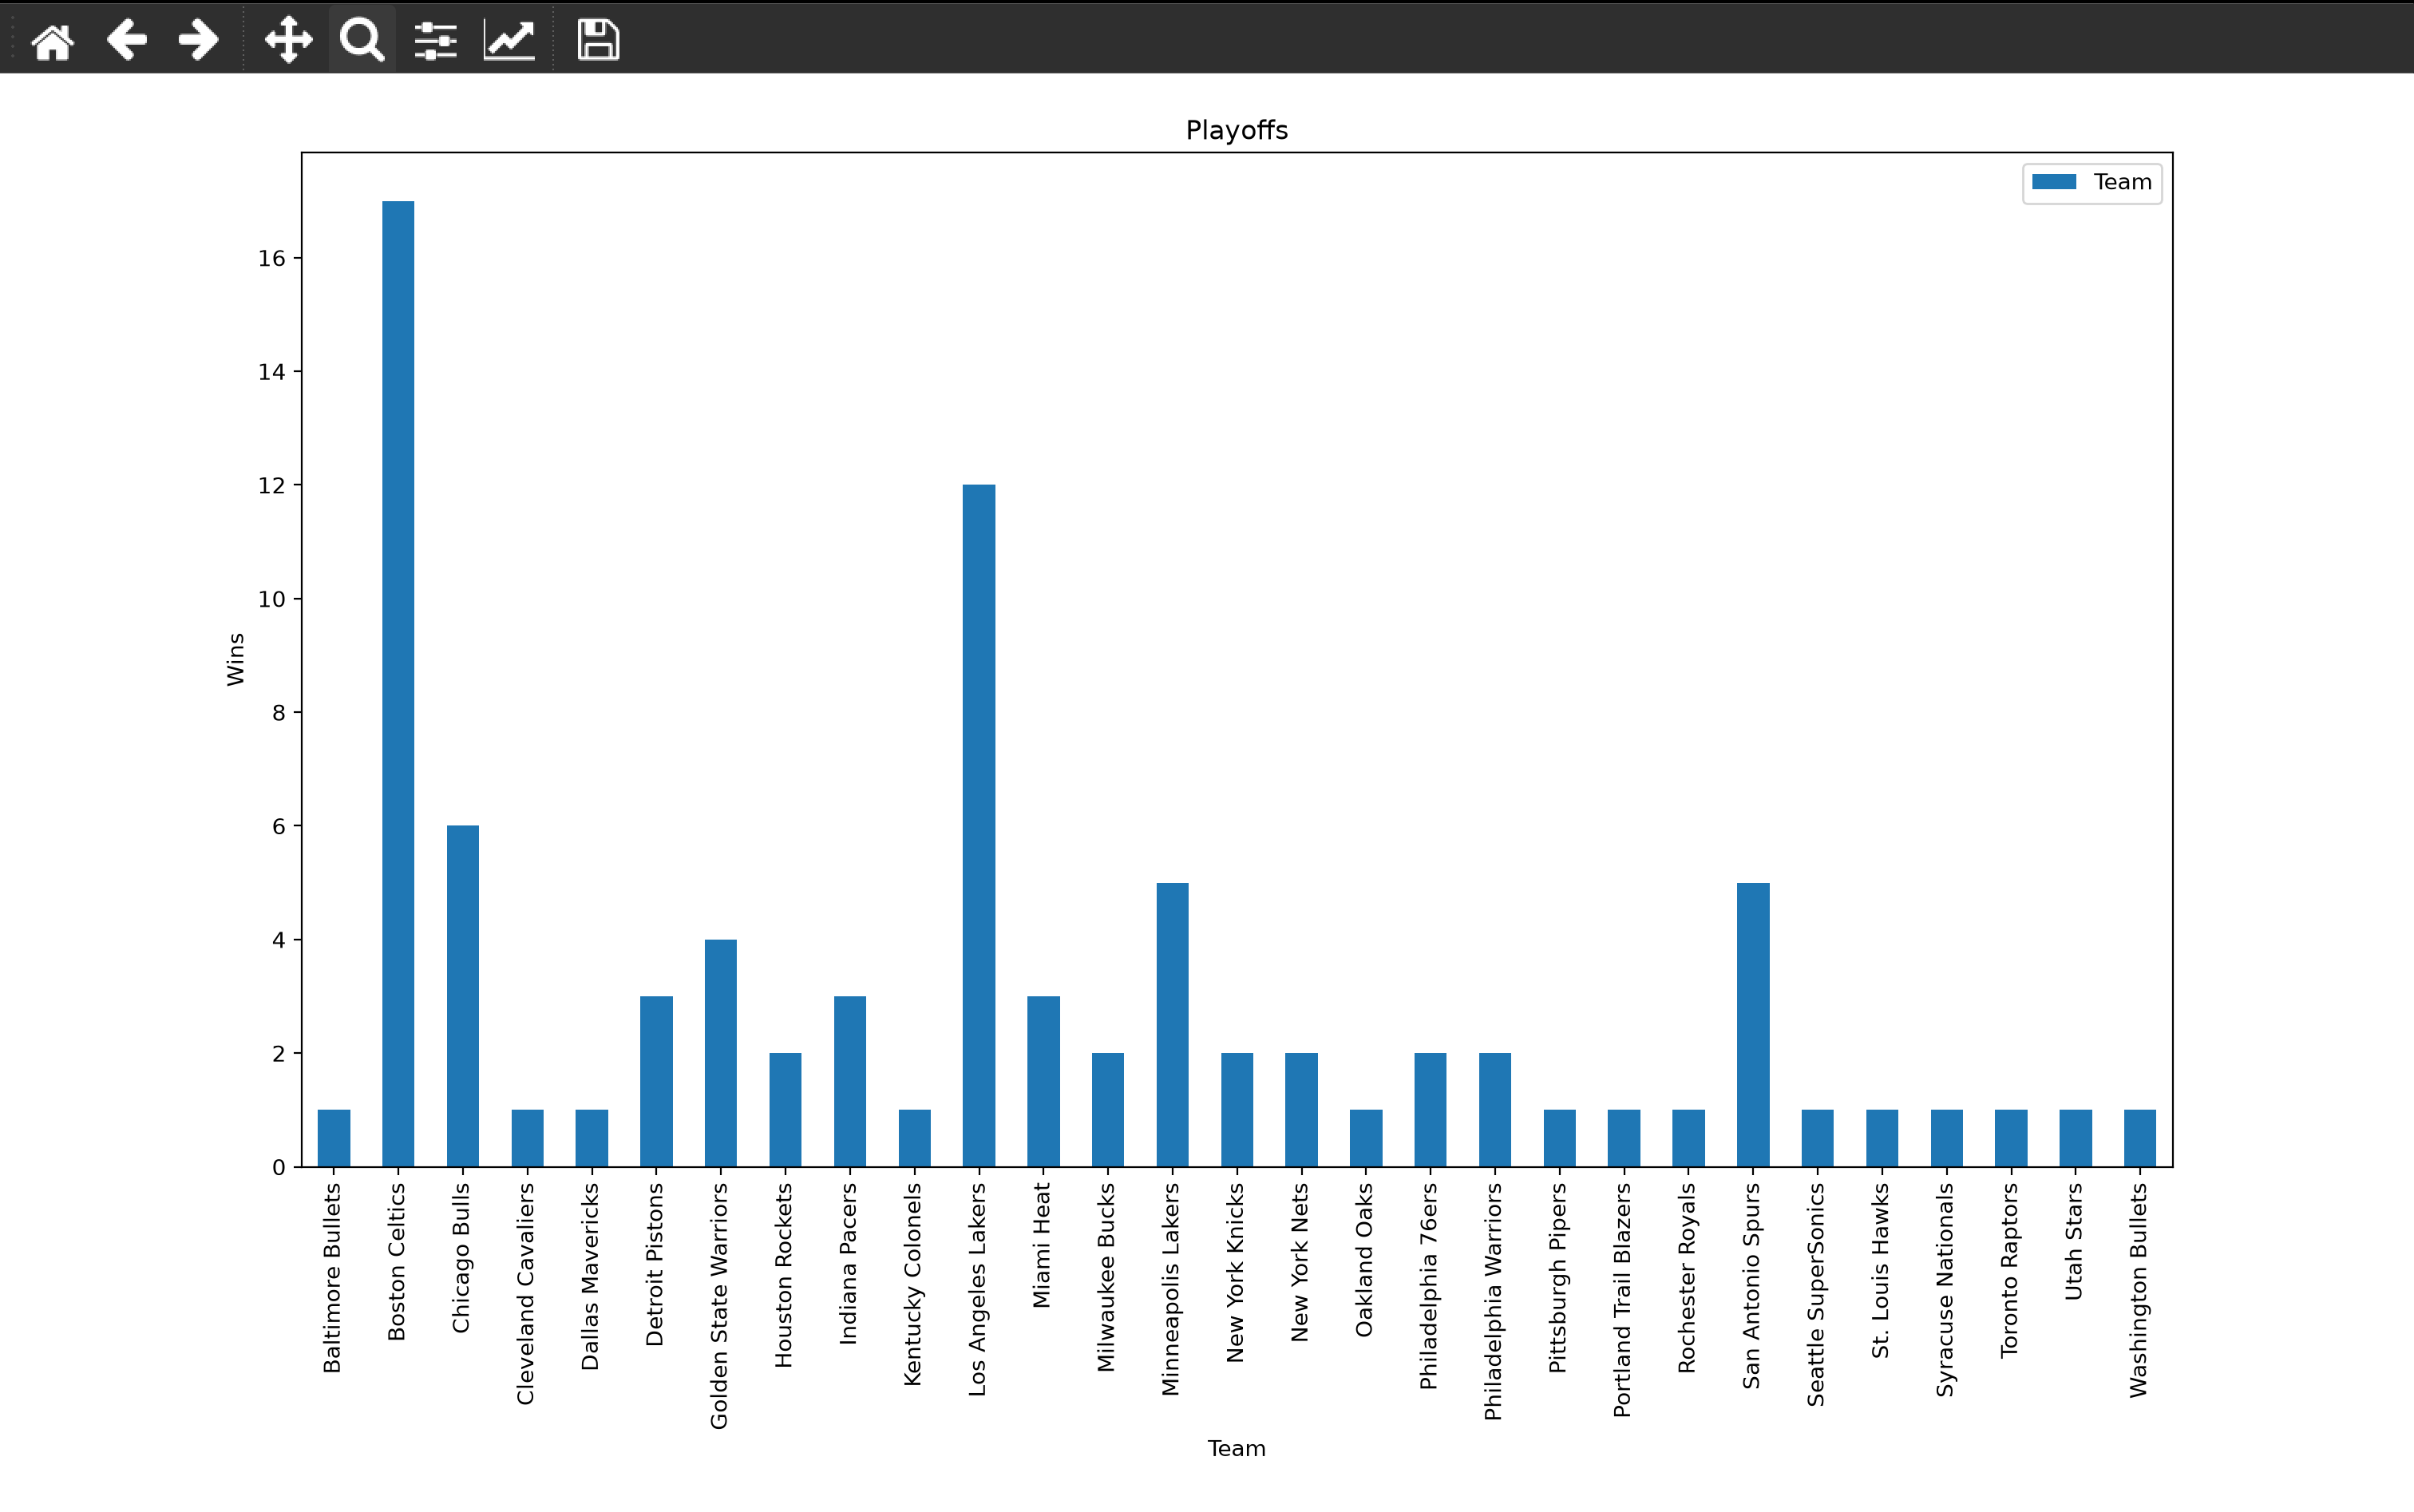 Playoffs
Team
16
14
12
10
8
6
4
2
0
Wins
Baltimore Bullets
Boston Celtics
Chicago Bulls
Cleveland Cavaliers
Dallas Mavericks
Detroit Pistons
Golden State Warriors
Houston Rockets
Indiana Pacers
Kentucky Colonels
Los Angeles Lakers
Miami Heat
Milwaukee Bucks
Minneapolis Lakers
New York Knicks
New York Nets
Oakland Oaks
Philadelphia 76ers
Philadelphia Warriors
Pittsburgh Pipers
Portland Trail Blazers
Rochester Royals
San Antonio Spurs
Seattle SuperSonics
St. Louis Hawks
Syracuse Nationals
Toronto Raptors
Utah Stars
Washington Bullets
Team